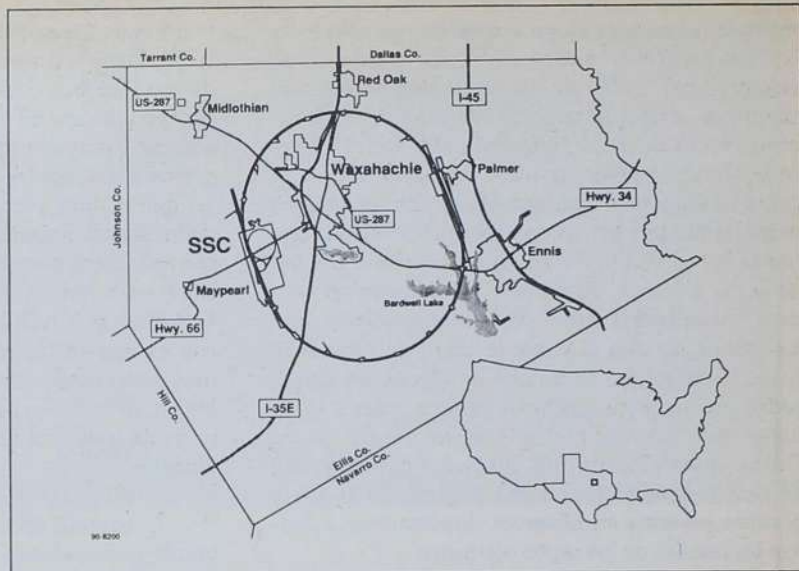 Tarrant Co.
Dallas Co.
Red Oak
US-287
Midlothian
I-45
Johnson Co.
Waxahachie
Palmer
Hwy. 34
US-287
SSC
Ennis
Maypearl
Bardwell Lake
Hwy. 66
Hill Co.
I-35E
Ellis Co.
Navarro Co.
90-8200